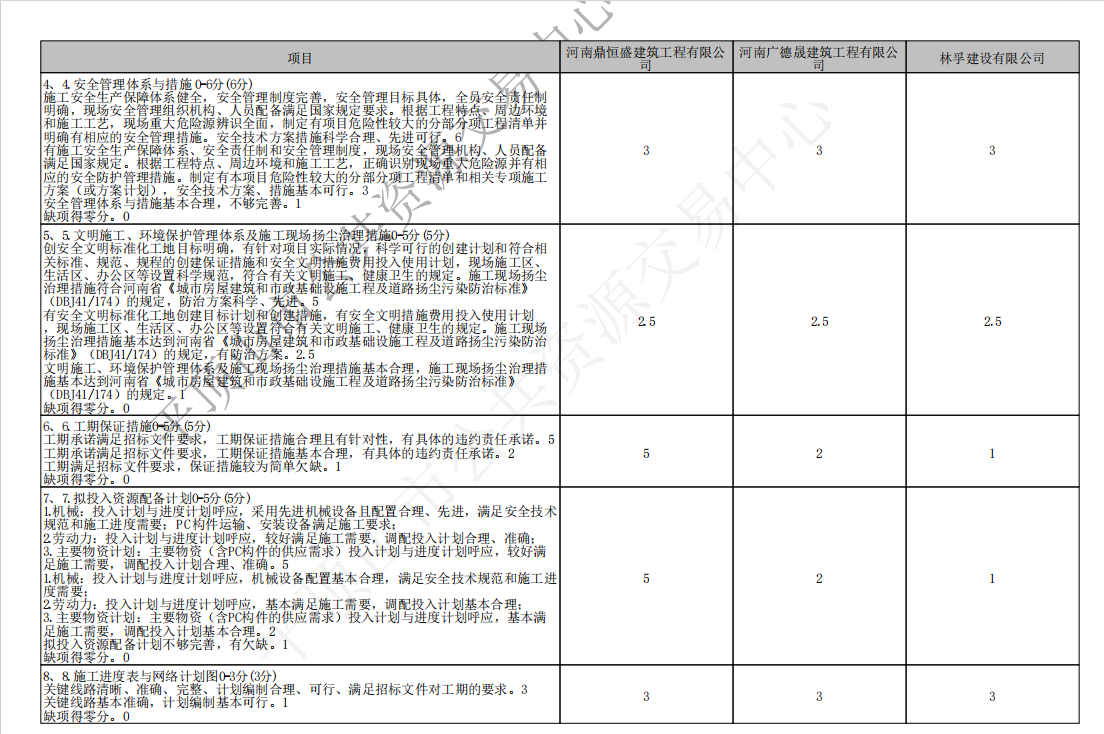 项目
河南鼎恒盛建筑工程有限公
司
河南广德晟建筑工程有限公
司
林孚建设有限公司
4、4.安全管理体系与措施 0-6分(6分)
施工安全生产保障体系健全，安全管理制度完善，安全管理目标具体，全员安全责任制
明确，现场安全管理组织机构、人员配备满足国家规定要求。根据工程特点、周边环境
和施工工艺，现场重大危险源辨识全面，制定有项目危险性较大的分部分项工程清单并
明确有相应的安全管理措施。安全技术方案措施科学合理、先进可行。6
有施工安全生产保障体系、安全责任制和安全管理制度，现场安全管理机构、人员配备
满足国家规定。根据工程特点、周边环境和施工工艺，正确识别现场重大危险源并有相
应的安全防护管理措施。制定有本项目危险性较大的分部分项工程清单和相关专项施工
方案（或方案计划），安全技术方案、措施基本可行。3
安全管理体系与措施基本合理，不够完善。1
缺项得零分。0
3
3
3
5、5.文明施工、环境保护管理体系及施工现场扬尘治理措施0-5分(5分)
创安全文明标准化工地目标明确，有针对项目实际情况，科学可行的创建计划和符合相
关标准、规范、规程的创建保证措施和安全文明措施费用投入使用计划，现场施工区、
生活区、办公区等设置科学规范，符合有关文明施工、健康卫生的规定。施工现场扬尘
治理措施符合河南省《城市房屋建筑和市政基础设施工程及道路扬尘污染防治标准》
（DBJ41/174）的规定，防治方案科学、先进。5
有安全文明标准化工地创建目标计划和创建措施，有安全文明措施费用投入使用计划
，现场施工区、生活区、办公区等设置符合有关文明施工、健康卫生的规定。施工现场
扬尘治理措施基本达到河南省《城市房屋建筑和市政基础设施工程及道路扬尘污染防治
标准》（DBJ41/174）的规定，有防治方案。2.5
文明施工、环境保护管理体系及施工现场扬尘治理措施基本合理，施工现场扬尘治理措
施基本达到河南省《城市房屋建筑和市政基础设施工程及道路扬尘污染防治标准》
（DBJ41/174）的规定。1
缺项得零分。0
2.5
2.5
2.5
6、6.工期保证措施0-5分(5分)
工期承诺满足招标文件要求，工期保证措施合理且有针对性，有具体的违约责任承诺。5
工期承诺满足招标文件要求，工期保证措施基本合理，有具体的违约责任承诺。2
工期满足招标文件要求，保证措施较为简单欠缺。1
缺项得零分。0
5
2
1
7、7.拟投入资源配备计划0-5分(5分)
1.机械：投入计划与进度计划呼应，采用先进机械设备且配置合理、先进，满足安全技术
规范和施工进度需要；PC构件运输、安装设备满足施工要求；
2.劳动力：投入计划与进度计划呼应，较好满足施工需要，调配投入计划合理、准确；
3.主要物资计划：主要物资（含PC构件的供应需求）投入计划与进度计划呼应，较好满
足施工需要，调配投入计划合理、准确。5
1.机械：投入计划与进度计划呼应，机械设备配置基本合理，满足安全技术规范和施工进
度需要；
2.劳动力：投入计划与进度计划呼应，基本满足施工需要，调配投入计划基本合理；
3.主要物资计划：主要物资（含PC构件的供应需求）投入计划与进度计划呼应，基本满
足施工需要，调配投入计划基本合理。2
拟投入资源配备计划不够完善，有欠缺。1
缺项得零分。0
5
2
1
8、8.施工进度表与网络计划图0-3分(3分)
关键线路清晰、准确、完整、计划编制合理、可行、满足招标文件对工期的要求。3
关键线路基本准确，计划编制基本可行。1
缺项得零分。0
3
3
3
平顶山市公共资源交易中心
平顶山市公共资源交易中心